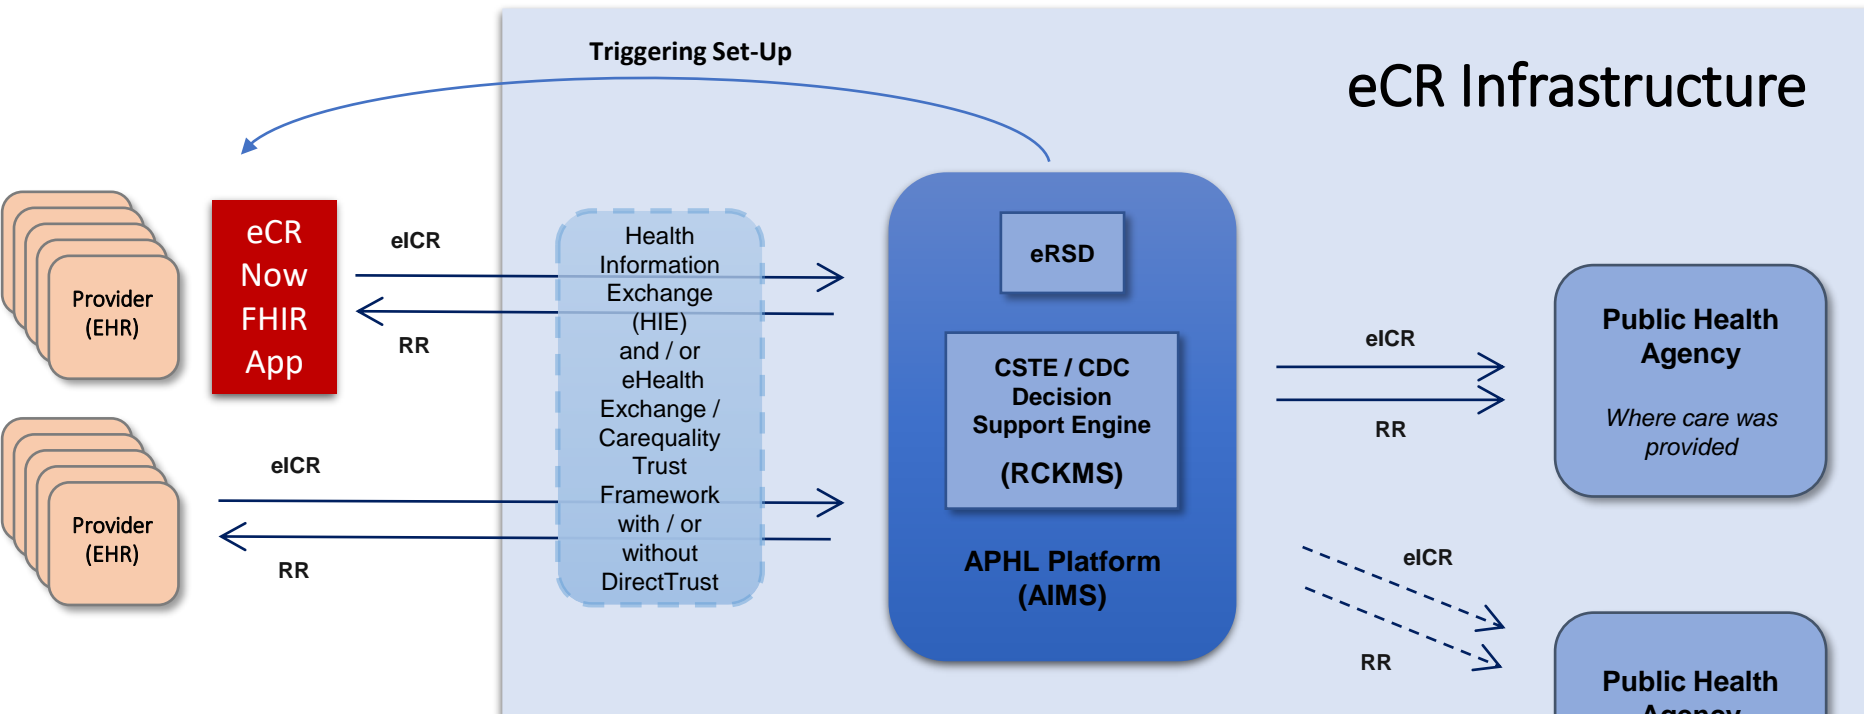 Triggering Set-Up
eCR Infrastructure
Provider
(EHR)
eCR
Now
FHIR
App
eICR
RR
Provider
(EHR)
eICR
RR
Health
Information
Exchange
(HIE)
and / or
eHealth
Exchange /
Carequality
Trust
Framework
with / or
without
DirectTrust
eRSD
CSTE / CDC
Decision
Support Engine
(RCKMS)
APHL Platform
(AIMS)
eICR
RR
Public Health
Agency
Where care was
provided
eICR
RR
Public Health
Agency